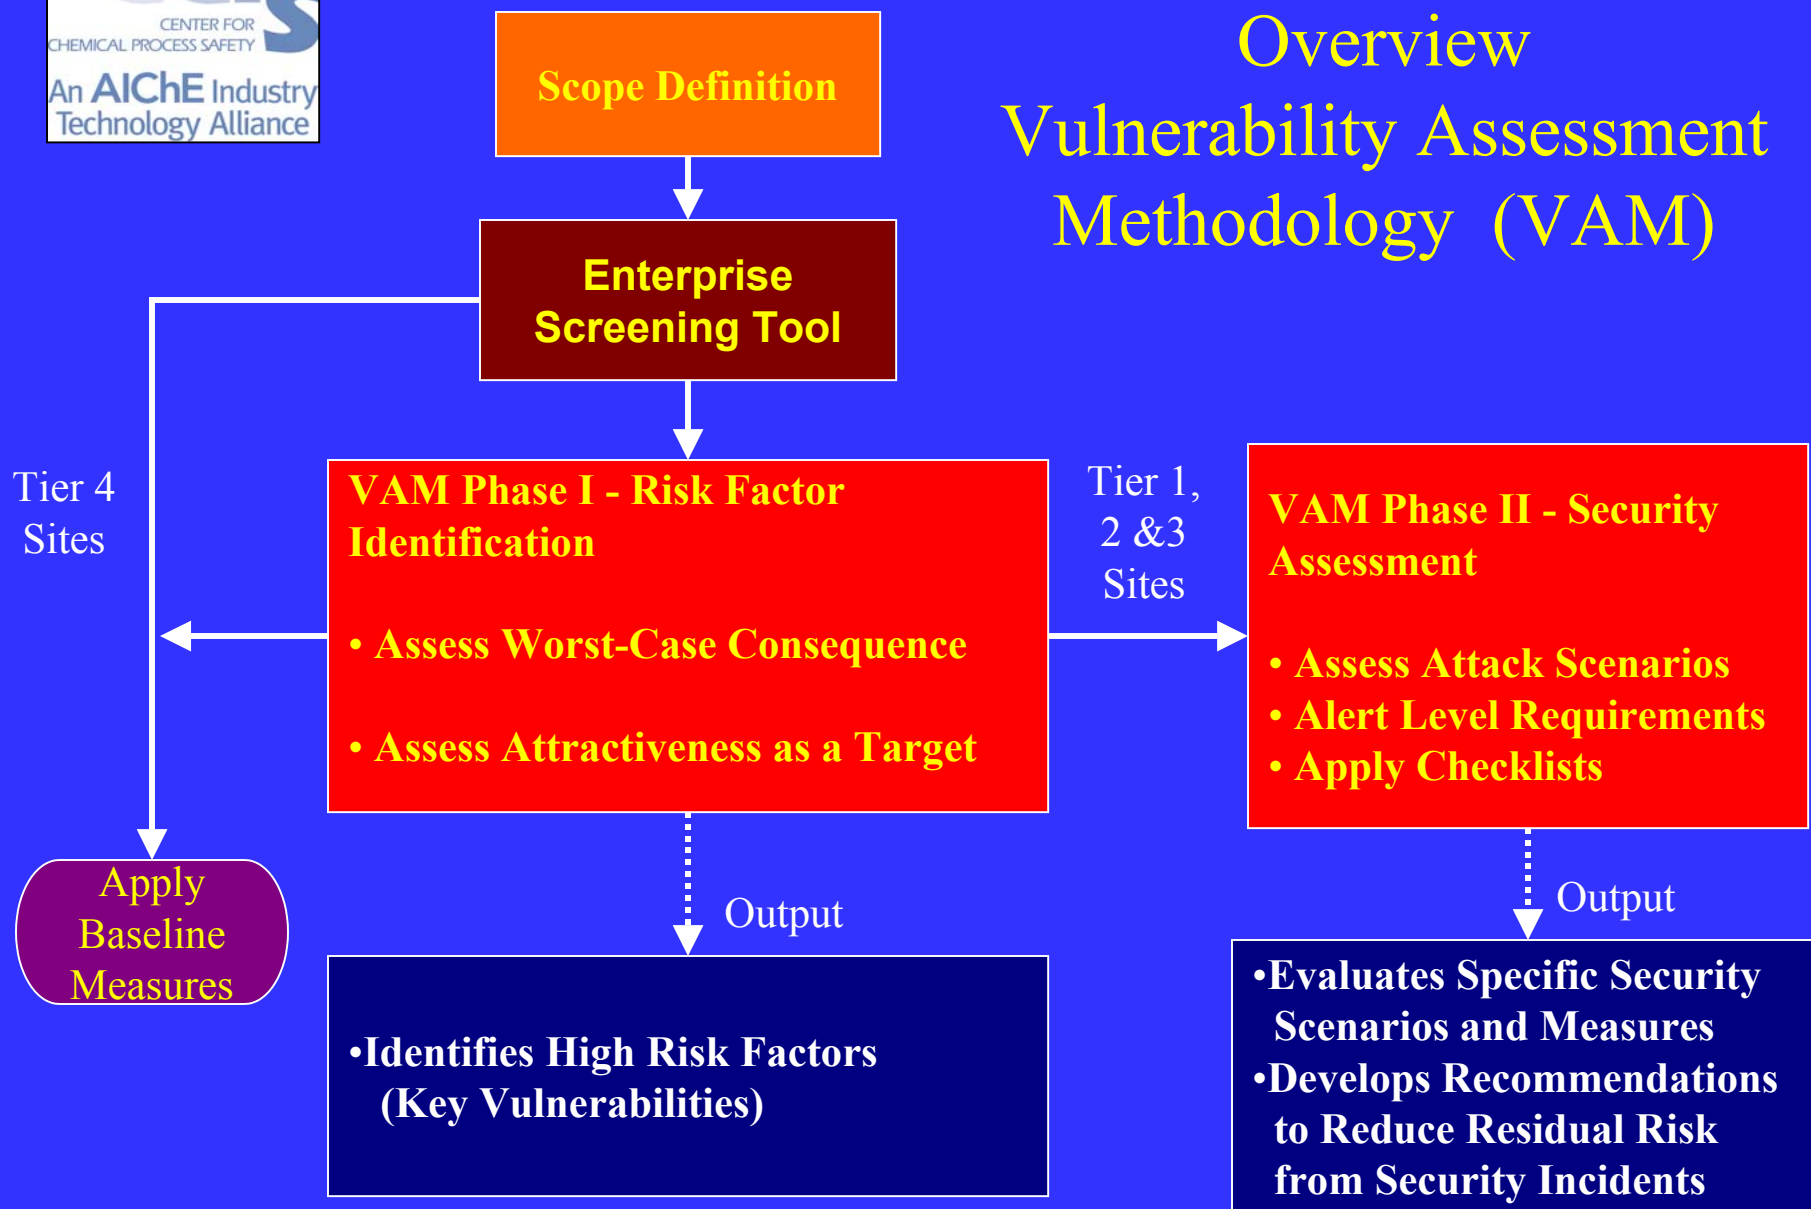 CENTER FOR
CHEMICAL PROCESS SAFETY
An AIChE Industry
Technology Alliance
Overview
Vulnerability Assessment
Methodology (VAM)
Scope Definition
Enterprise
Screening Tool
Tier 4
Sites
VAM Phase I - Risk Factor
Identification
• Assess Worst-Case Consequence
• Assess Attractiveness as a Target
Tier 1,
2 &3
Sites
VAM Phase II - Security
Assessment
• Assess Attack Scenarios
• Alert Level Requirements
• Apply Checklists
Apply
Baseline
Measures
Output
Output
•Identifies High Risk Factors
(Key Vulnerabilities)
•Evaluates Specific Security
Scenarios and Measures
•Develops Recommendations
to Reduce Residual Risk
from Security Incidents